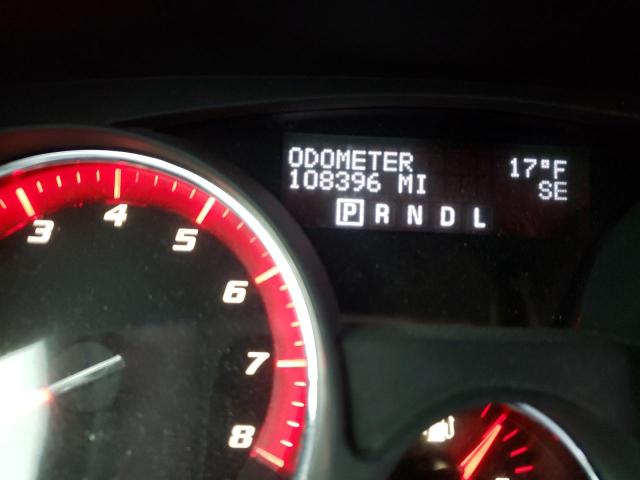 ODOMETER 17°F
108396 MI SE
P R N D L
3 4 5 6 7 8